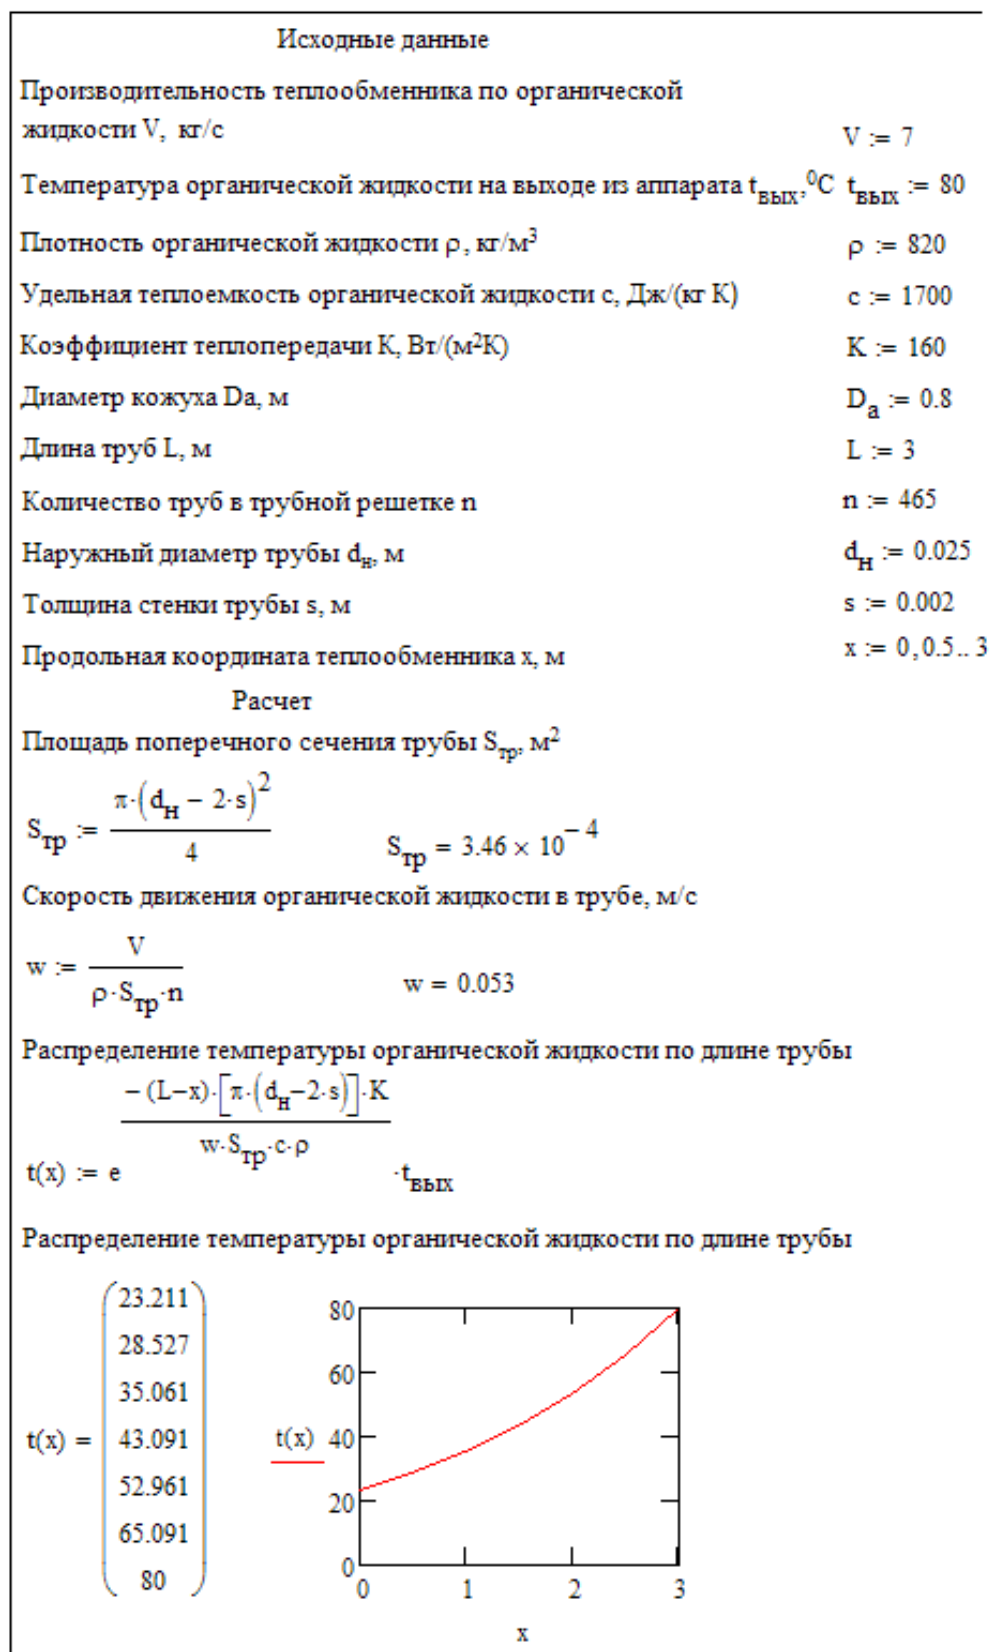 Исходные данные
Производительность теплообменника по органической
жидкости V, кг/с V := 7
Температура органической жидкости на выходе из аппарата tвых,⁰C tвых := 80
Плотность органической жидкости ρ, кг/м³ ρ := 820
Удельная теплоемкость органической жидкости c, Дж/(кг К) c := 1700
Коэффициент теплопередачи K, Вт/(м²К) K := 160
Диаметр кожуха Da, м Da := 0.8
Длина труб L, м L := 3
Количество труб в трубной решетке n n := 465
Наружный диаметр трубы dн, м dн := 0.025
Толщина стенки трубы s, м s := 0.002
Продольная координата теплообменника x, м x := 0,0.5.. 3
Расчет
Площадь поперечного сечения трубы Sтр, м²
Sтр := π·(dн − 2·s)² / 4 Sтр = 3.46 × 10⁻⁴
Скорость движения органической жидкости в трубе, м/с
w := V / ρ·Sтр·n w = 0.053
Распределение температуры органической жидкости по длине трубы
−(L−x)·[π·(dн−2·s)]·K
w·Sтр·c·ρ
t(x) := e ·tвых
Распределение температуры органической жидкости по длине трубы
t(x) =
23.211
28.527
35.061
43.091
52.961
65.091
80
t(x)
80
60
40
20
0
0 1 2 3
x